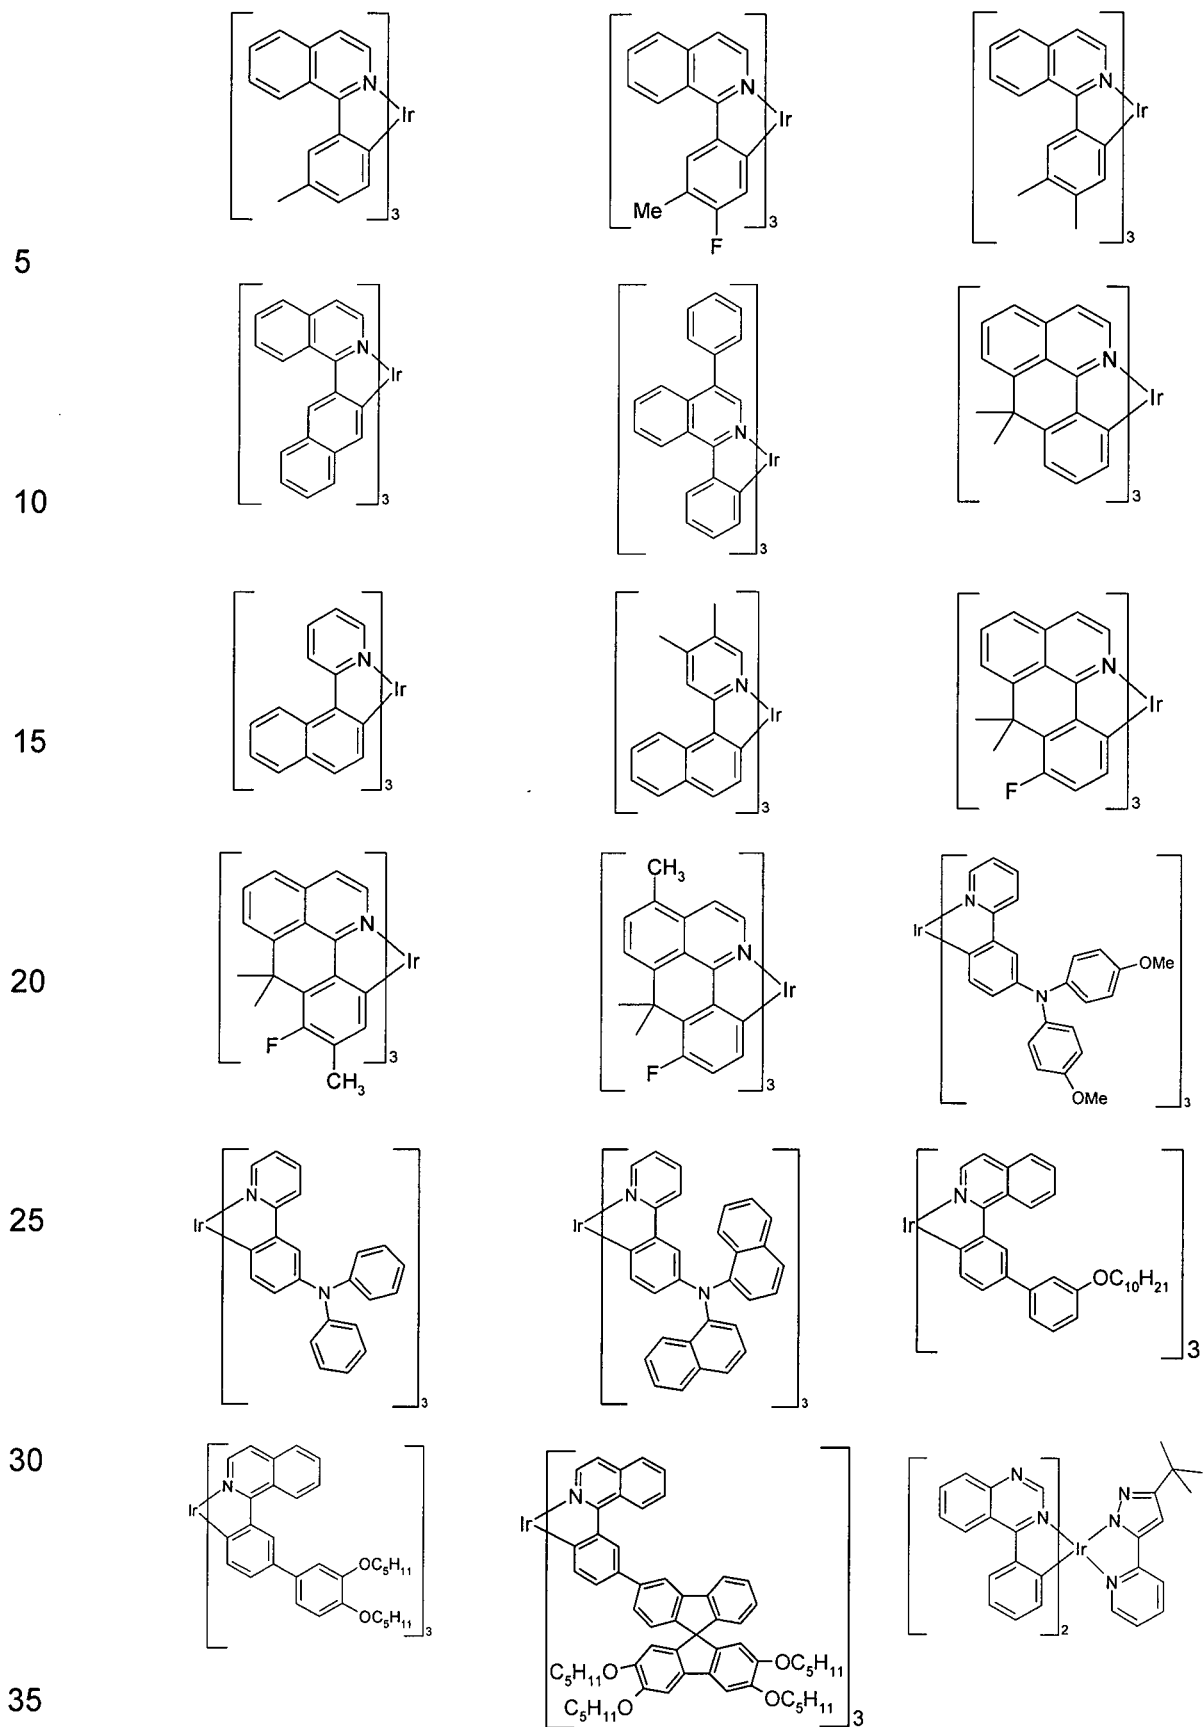 N Ir 3
N Ir 3 Me F
N Ir 3
5
N Ir 3
N Ir 3
N Ir 3
10
N Ir 3
N Ir 3
N Ir 3 F
15
N Ir 3 F CH3
CH3 N Ir 3 F
N Ir OMe N OMe 3
20
N Ir N 3
N Ir N 3
N Ir OC10H21 3
25
N Ir OC5H11 OC5H11 3
N Ir C5H11O OC5H11 C5H11O OC5H11 3
N N Ir N N N 2
30
35